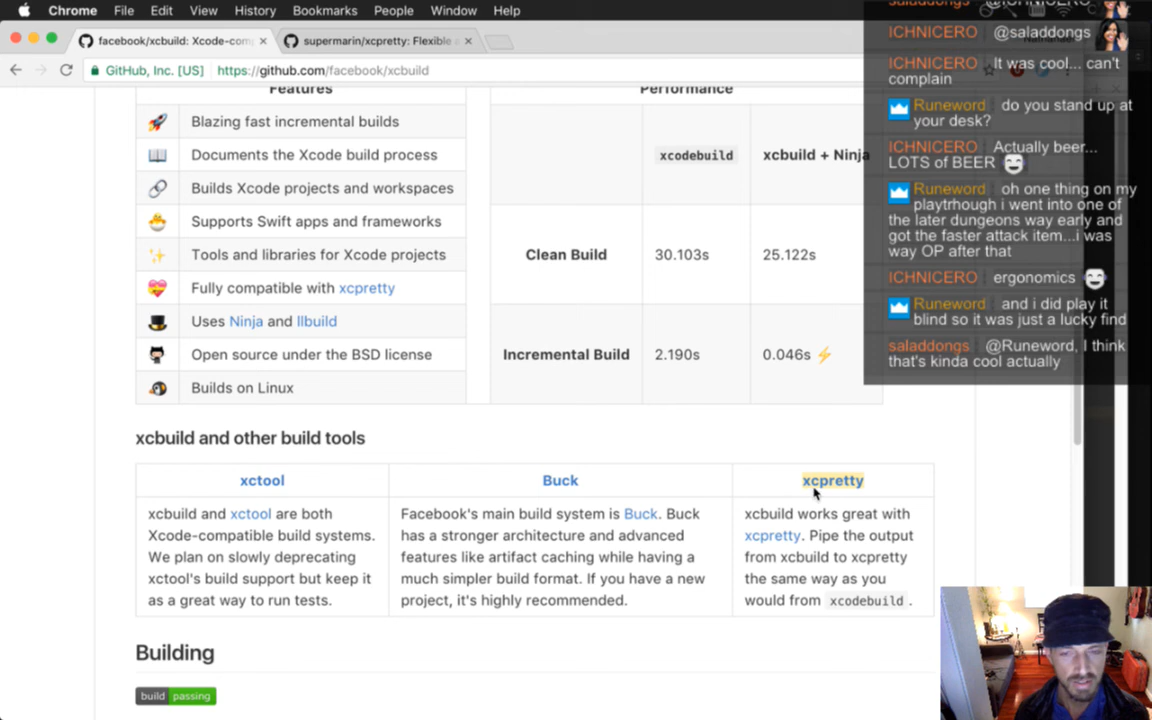 Chrome File Edit View History Bookmarks People Window Help
facebook/xcbuild: Xcode-com
supermarin/xcpretty: Flexible
GitHub, Inc. [US]
https://github.com/facebook/xcbuild
Features
Blazing fast incremental builds
Documents the Xcode build process
Builds Xcode projects and workspaces
Supports Swift apps and frameworks
Tools and libraries for Xcode projects
Fully compatible with xcpretty
Uses Ninja and llbuild
Open source under the BSD license
Builds on Linux
Performance
xcodebuild xcbuild + Ninja
Clean Build 30.103s 25.122s
Incremental Build 2.190s 0.046s ⚡
xcbuild and other build tools
xctool
xcbuild and xctool are both
Xcode-compatible build systems.
We plan on slowly deprecating
xctool's build support but keep it
as a great way to run tests.
Buck
Facebook's main build system is Buck. Buck
has a stronger architecture and advanced
features like artifact caching while having a
much simpler build format. If you have a new
project, it's highly recommended.
xcpretty
xcbuild works great with
xcpretty. Pipe the output
from xcbuild to xcpretty
the same way as you
would from xcodebuild .
Building
build passing
ICHNICERO @saladdongs
ICHNICERO It was cool... can't
complain
Runeword do you stand up at
your desk?
ICHNICERO Actually beer...
LOTS of BEER
Runeword oh one thing on my
playtrhough i went into one of
the later dungeons way early and
got the faster attack item...i was
way OP after that
ICHNICERO ergonomics
Runeword and i did play it
blind so it was just a lucky find
saladdongs @Runeword, I think
that's kinda cool actually